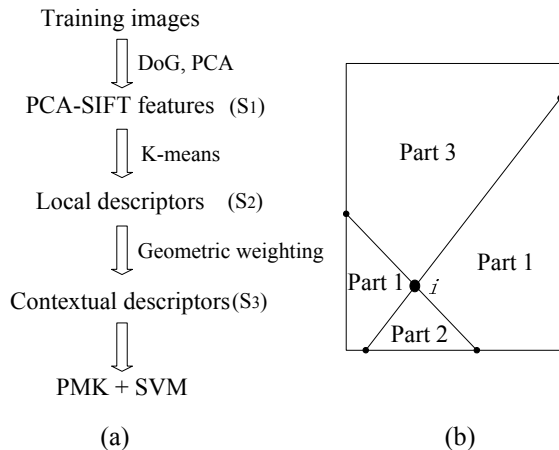 Training images
DoG, PCA
PCA-SIFT features (S1)
K-means
Local descriptors (S2)
Geometric weighting
Contextual descriptors(S3)
PMK + SVM
(a)
Part 3
Part 1
Part 1
i
Part 2
(b)